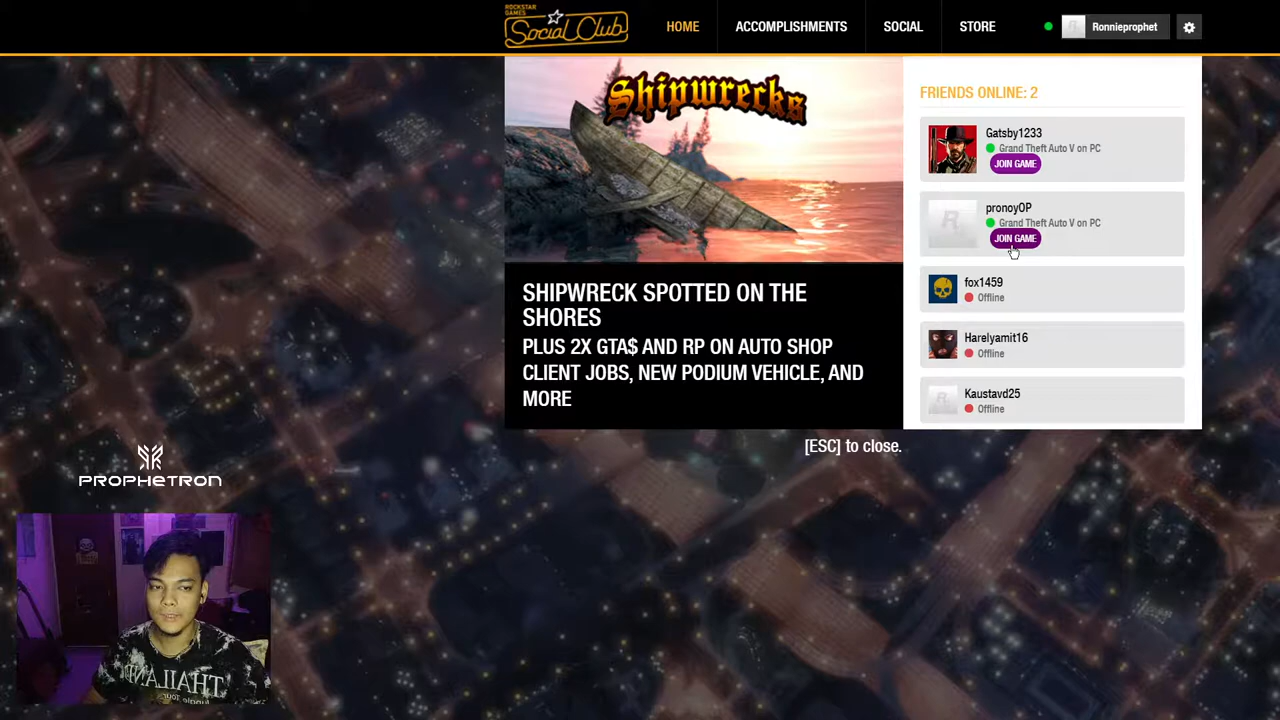 ROCKSTAR GAMES
Social Club
HOME
ACCOMPLISHMENTS
SOCIAL
STORE
Ronnieprophet
Shipwrecks
SHIPWRECK SPOTTED ON THE
SHORES
PLUS 2X GTA$ AND RP ON AUTO SHOP
CLIENT JOBS, NEW PODIUM VEHICLE, AND
MORE
FRIENDS ONLINE: 2
Gatsby1233
Grand Theft Auto V on PC
JOIN GAME
pronoyOP
Grand Theft Auto V on PC
JOIN GAME
fox1459
Offline
Harelyamit16
Offline
Kaustavd25
Offline
[ESC] to close.
PROPHETRON
THAILAND